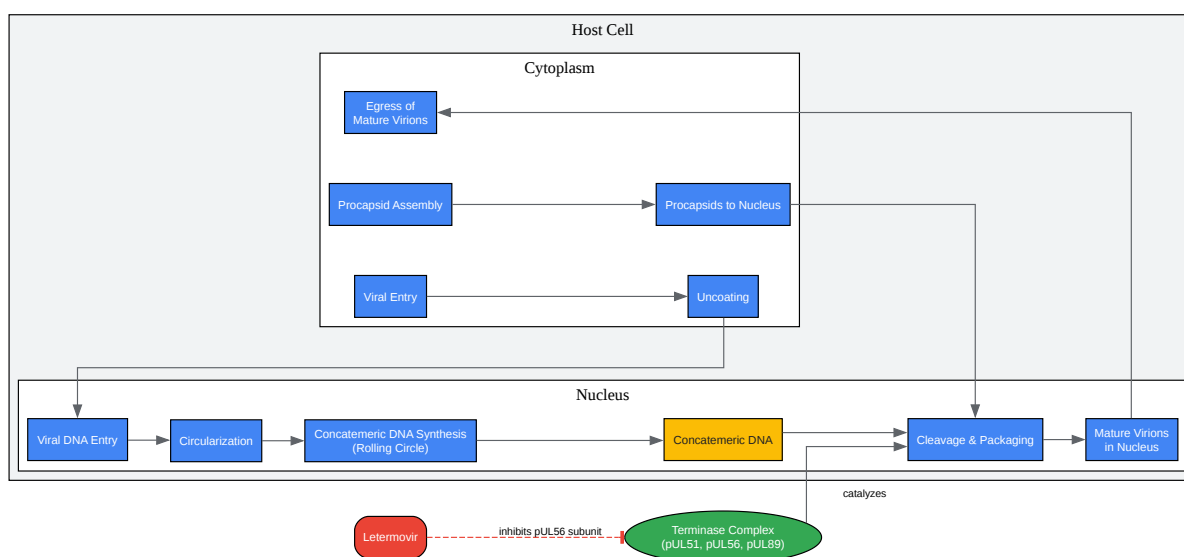 Host Cell
Cytoplasm
Egress of
Mature Virions
Procapsid Assembly
Procapsids to Nucleus
Viral Entry
Uncoating
Nucleus
Viral DNA Entry
Circularization
Concatemeric DNA Synthesis
(Rolling Circle)
Concatemeric DNA
Cleavage & Packaging
Mature Virions
in Nucleus
catalyzes
Letermovir
inhibits pUL56 subunit
Terminase Complex
(pUL51, pUL56, pUL89)